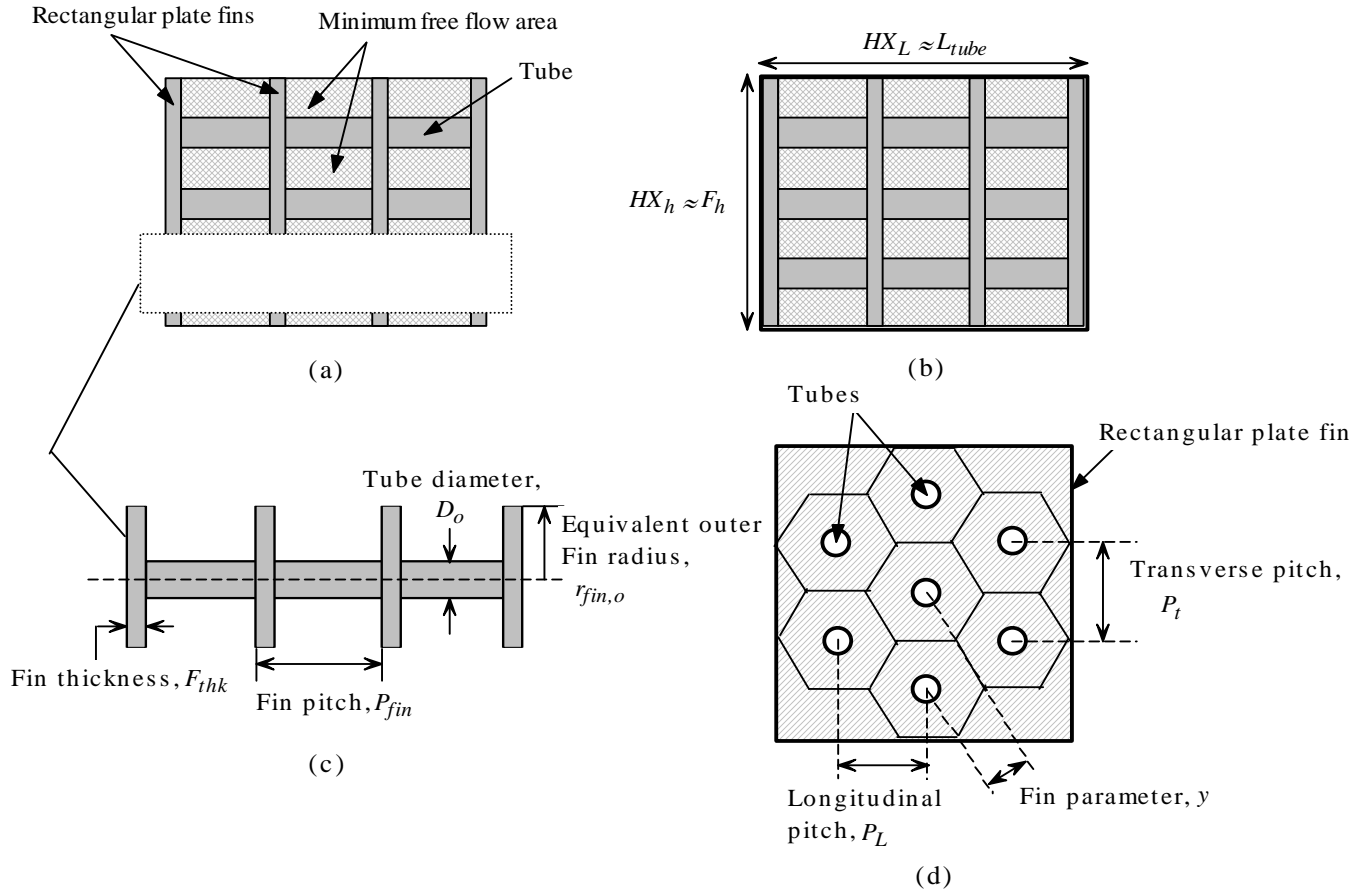 Rectangular plate fins
Minimum free flow area
Tube
(a)
HX_L ≈ L_tube
HX_h ≈ F_h
(b)
Tube diameter,
D_o
Equivalent outer
Fin radius,
r_fin,o
Fin thickness, F_thk
Fin pitch, P_fin
(c)
Tubes
Rectangular plate fin
Transverse pitch,
P_t
Longitudinal
pitch, P_L
Fin parameter, y
(d)